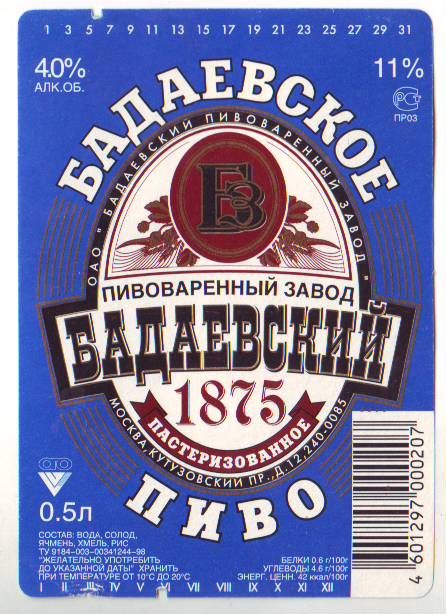 1 3 5 7 9 11 13 15 17 19 21 23 25 27 29 31
4.0%
АЛК.ОБ.
11%
РСТ
ПР03
БАДАЕВСКОЕ
ОАО "БАДАЕВСКИЙ ПИВОВАРЕННЫЙ ЗАВОД"
БЗ
ПИВОВАРЕННЫЙ ЗАВОД
БАДАЕВСКИЙ
1875
ПАСТЕРИЗОВАННОЕ
МОСКВА, КУТУЗОВСКИЙ ПР., Д.12, 240-0085
ПИВО
0.5л
СОСТАВ: ВОДА, СОЛОД,
ЯЧМЕНЬ, ХМЕЛЬ, РИС
ТУ 9184-003-00341244-98
"ЖЕЛАТЕЛЬНО УПОТРЕБИТЬ
ДО УКАЗАННОЙ ДАТЫ" ХРАНИТЬ
ПРИ ТЕМПЕРАТУРЕ ОТ 10°С ДО 20°С
БЕЛКИ 0.6 г/100г
УГЛЕВОДЫ 4.6 г/100г
ЭНЕРГ. ЦЕНН. 42 ккал/100г
I II III IV V VI VII VIII IX X XI XII
4 601297 000207